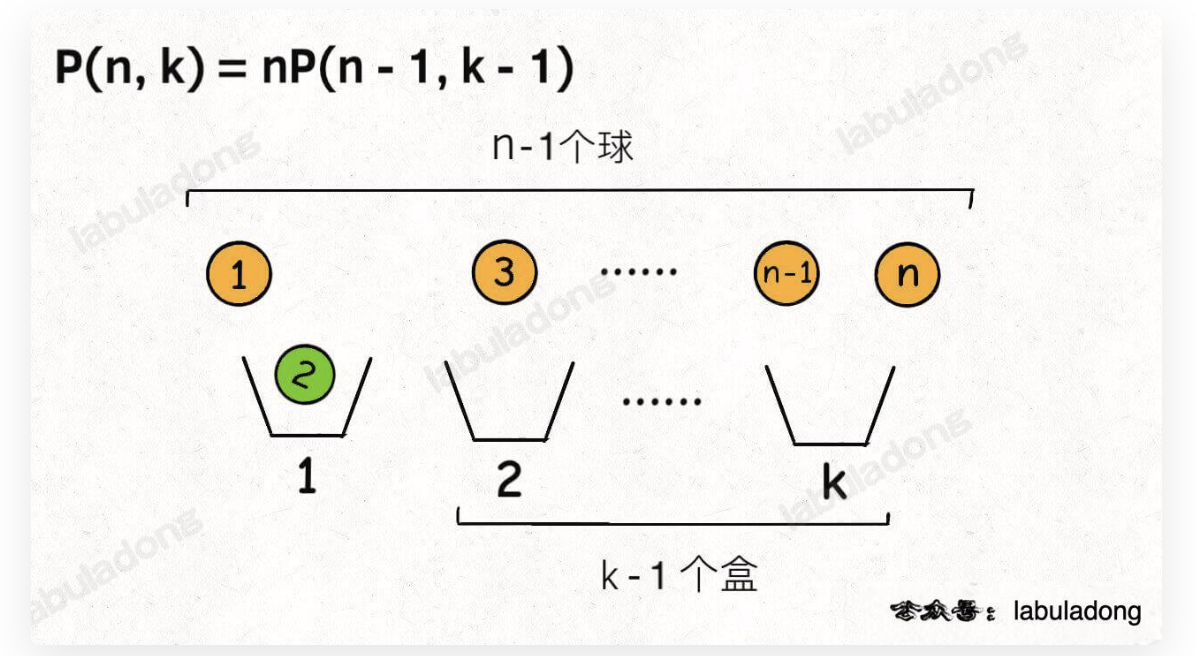 P(n, k) = nP(n - 1, k - 1)
labuladong
n-1个球
labuladong
1 3 ...... n-1 n
labuladong
2 ......
1 2 k
labuladong
labuladong
k - 1 个盒
公众号： labuladong